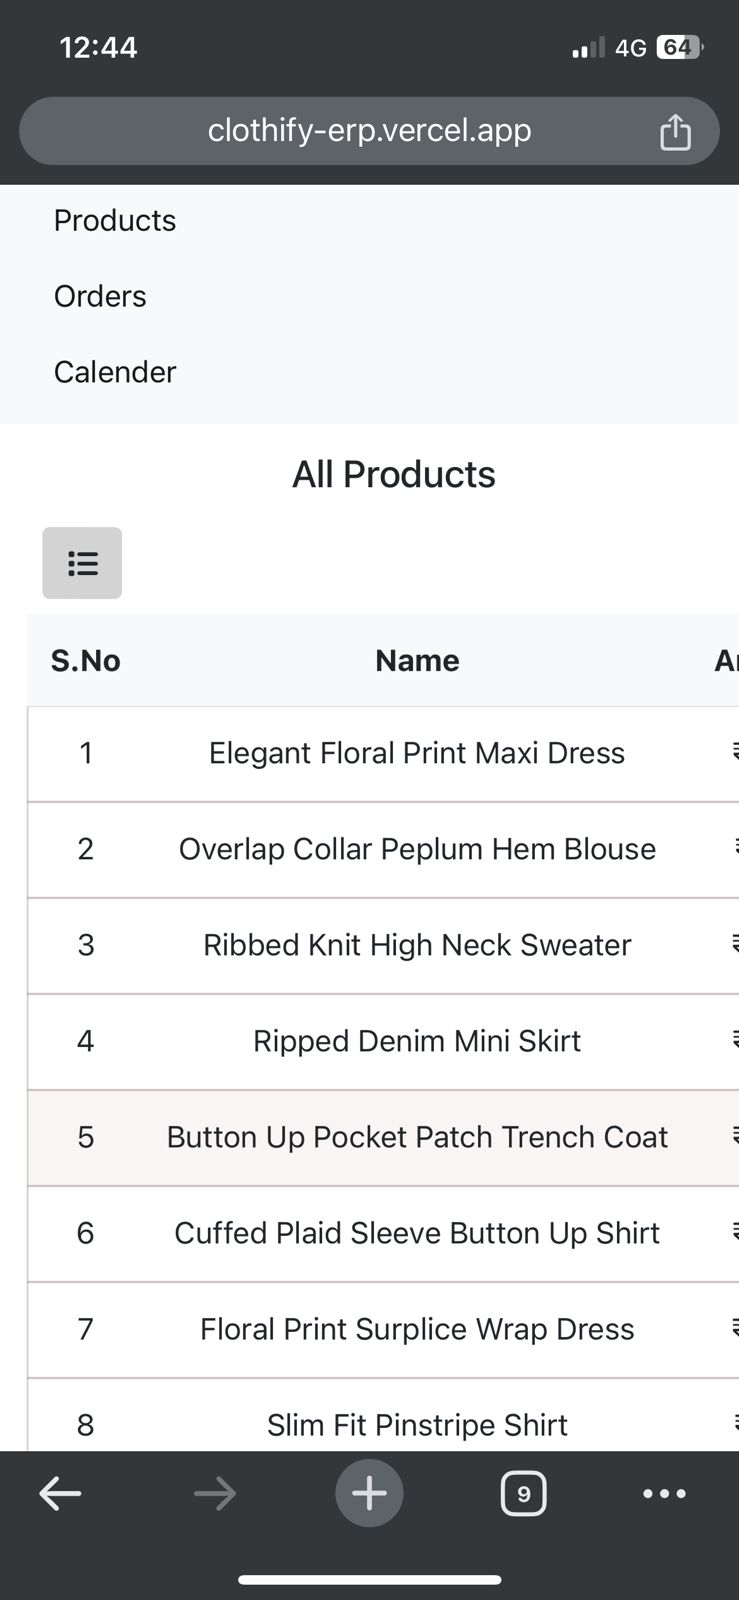 12:44
4G 64
clothify-erp.vercel.app
Products
Orders
Calender
All Products
S.No Name
1 Elegant Floral Print Maxi Dress
2 Overlap Collar Peplum Hem Blouse
3 Ribbed Knit High Neck Sweater
4 Ripped Denim Mini Skirt
5 Button Up Pocket Patch Trench Coat
6 Cuffed Plaid Sleeve Button Up Shirt
7 Floral Print Surplice Wrap Dress
8 Slim Fit Pinstripe Shirt
9